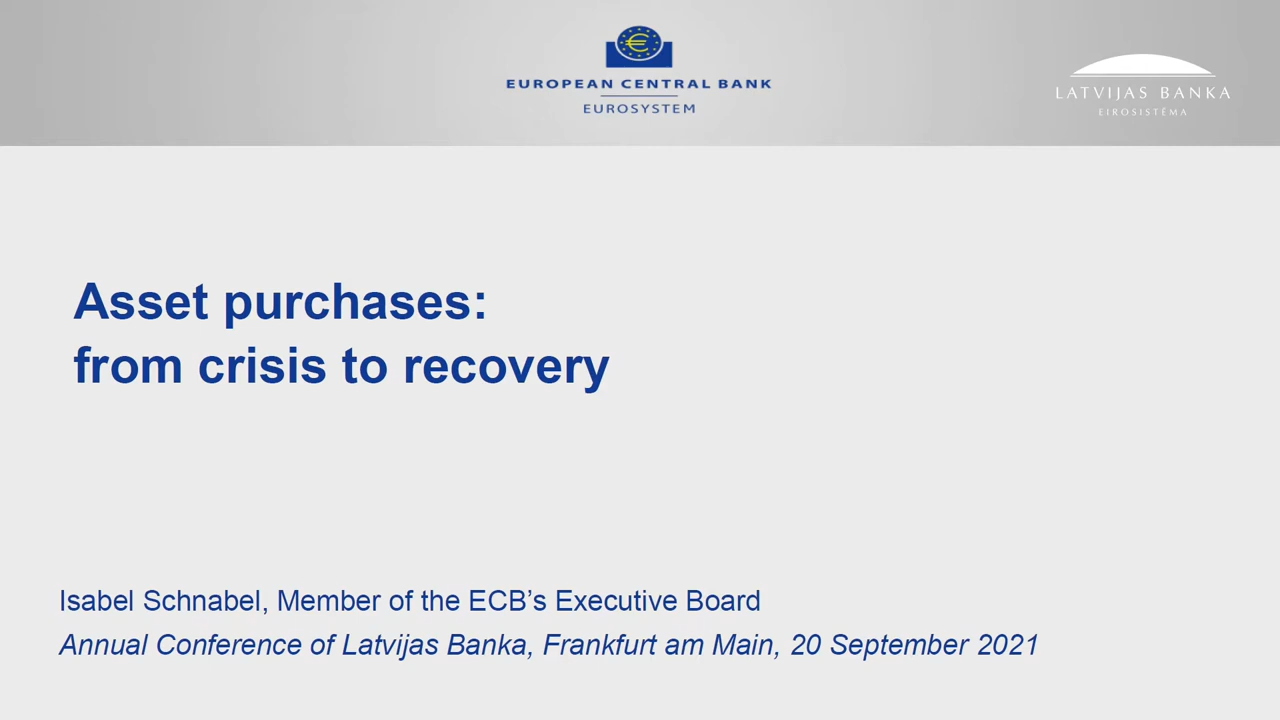 EUROPEAN CENTRAL BANK
EUROSYSTEM
LATVIJAS BANKA
EIROSISTĒMA
Asset purchases:
from crisis to recovery
Isabel Schnabel, Member of the ECB’s Executive Board
Annual Conference of Latvijas Banka, Frankfurt am Main, 20 September 2021